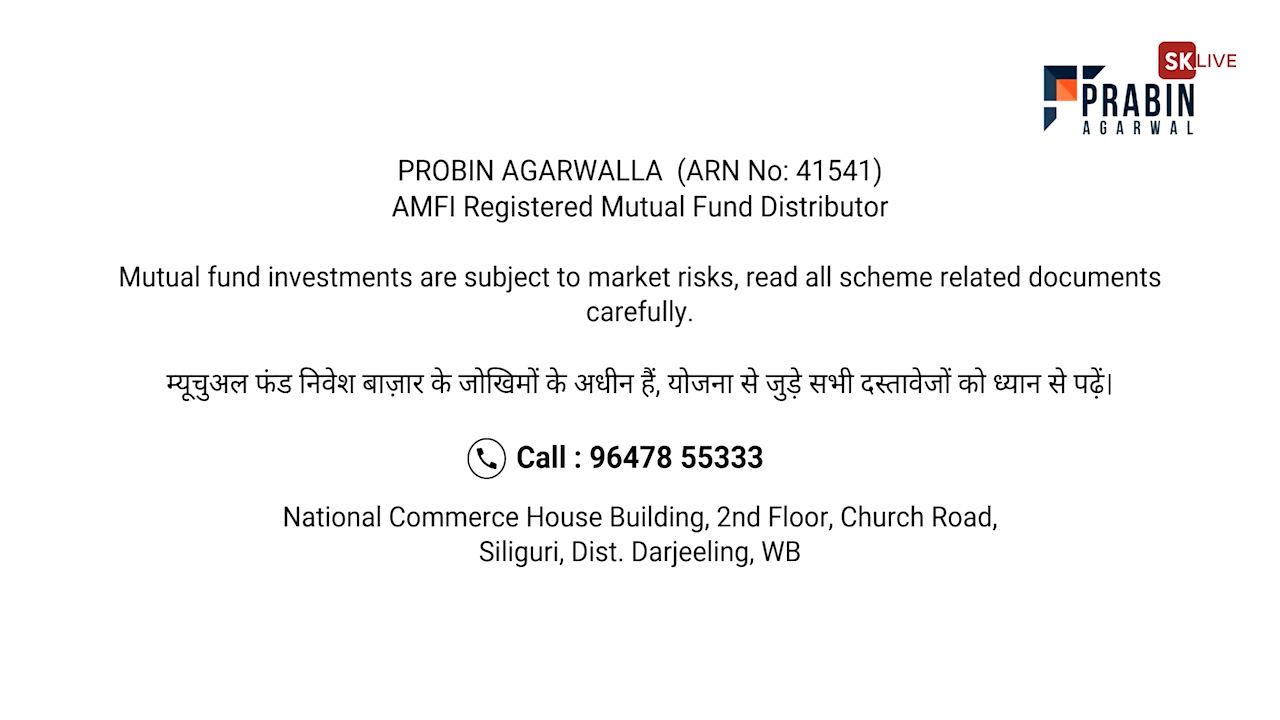 SK LIVE
PRABIN
AGARWAL
PROBIN AGARWALLA (ARN No: 41541)
AMFI Registered Mutual Fund Distributor
Mutual fund investments are subject to market risks, read all scheme related documents
carefully.
म्यूचुअल फंड निवेश बाज़ार के जोखिमों के अधीन हैं, योजना से जुड़े सभी दस्तावेजों को ध्यान से पढ़ें।
Call : 96478 55333
National Commerce House Building, 2nd Floor, Church Road,
Siliguri, Dist. Darjeeling, WB